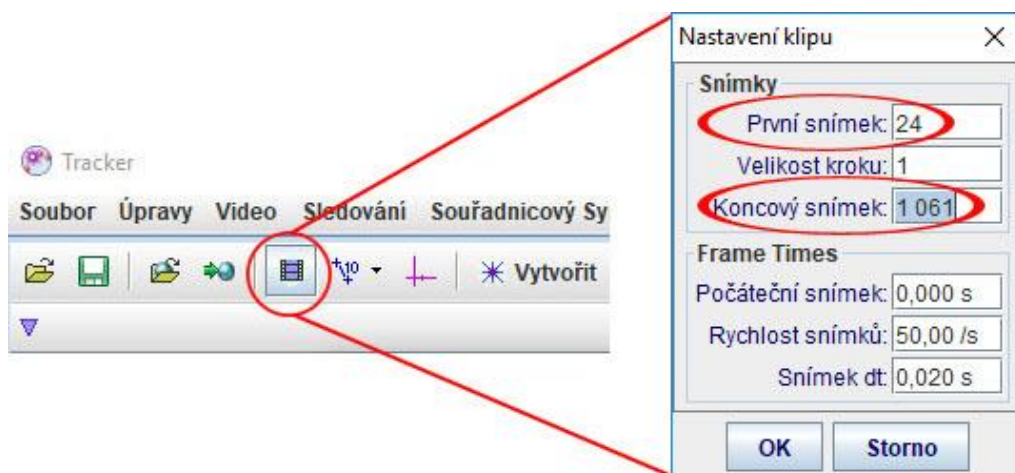 Tracker
Soubor Úpravy Video Sledování Souřadnicový Sy
10 Vytvořit
Nastavení klipu
Snímky
První snímek: 24
Velikost kroku: 1
Koncový snímek: 1 061
Frame Times
Počáteční snímek: 0,000 s
Rychlost snímků: 50,00 /s
Snímek dt: 0,020 s
OK Storno